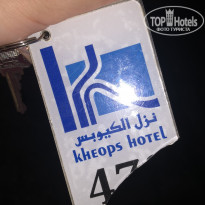 TOP Hotels
ФОТО ТУРИСТА
نزل الكيوبس
kheops hotel
47